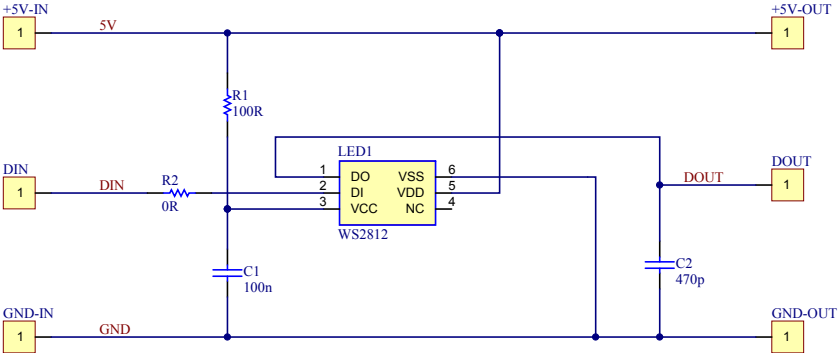 +5V-IN
+5V-OUT
1
5V
1
R1
100R
LED1
DIN
R2
DIN
1
0R
1 DO VSS 6
2 DI VDD 5
3 VCC NC 4
WS2812
DOUT
DOUT
1
C1
100n
C2
470p
GND-IN
GND-OUT
1
GND
1